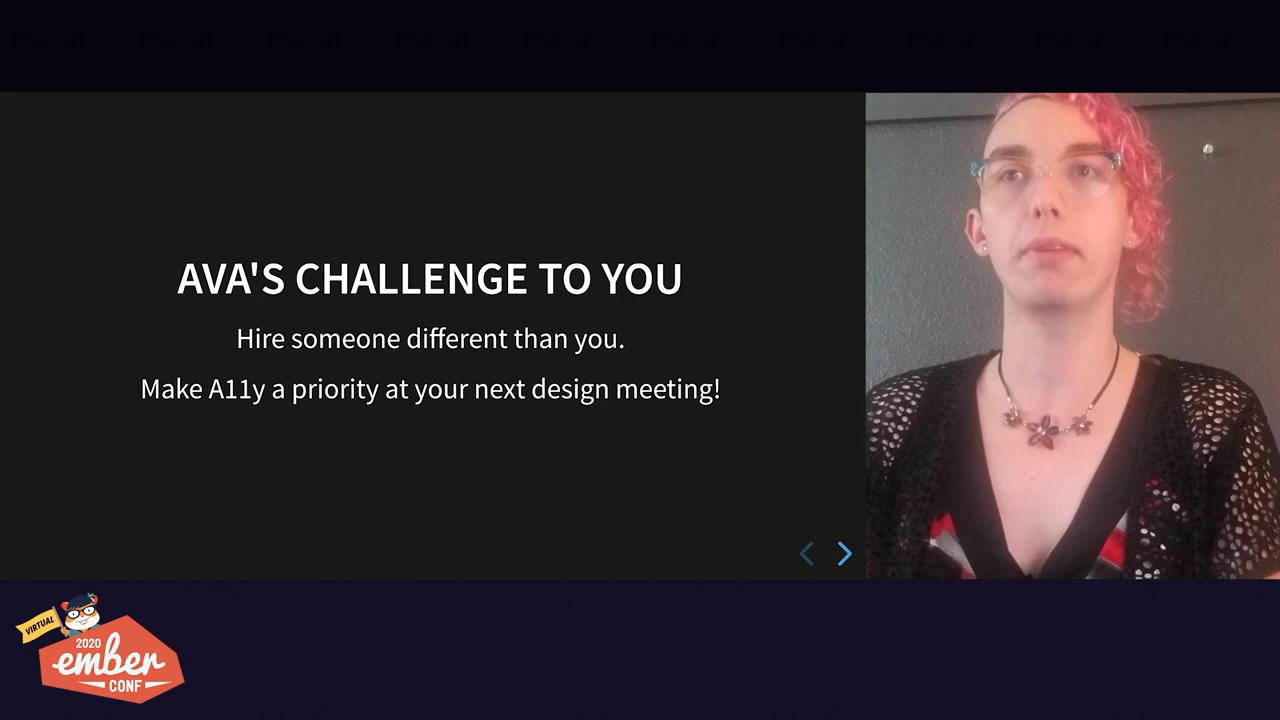 AVA'S CHALLENGE TO YOU
Hire someone different than you.
Make A11y a priority at your next design meeting!
VIRTUAL
2020
ember
CONF